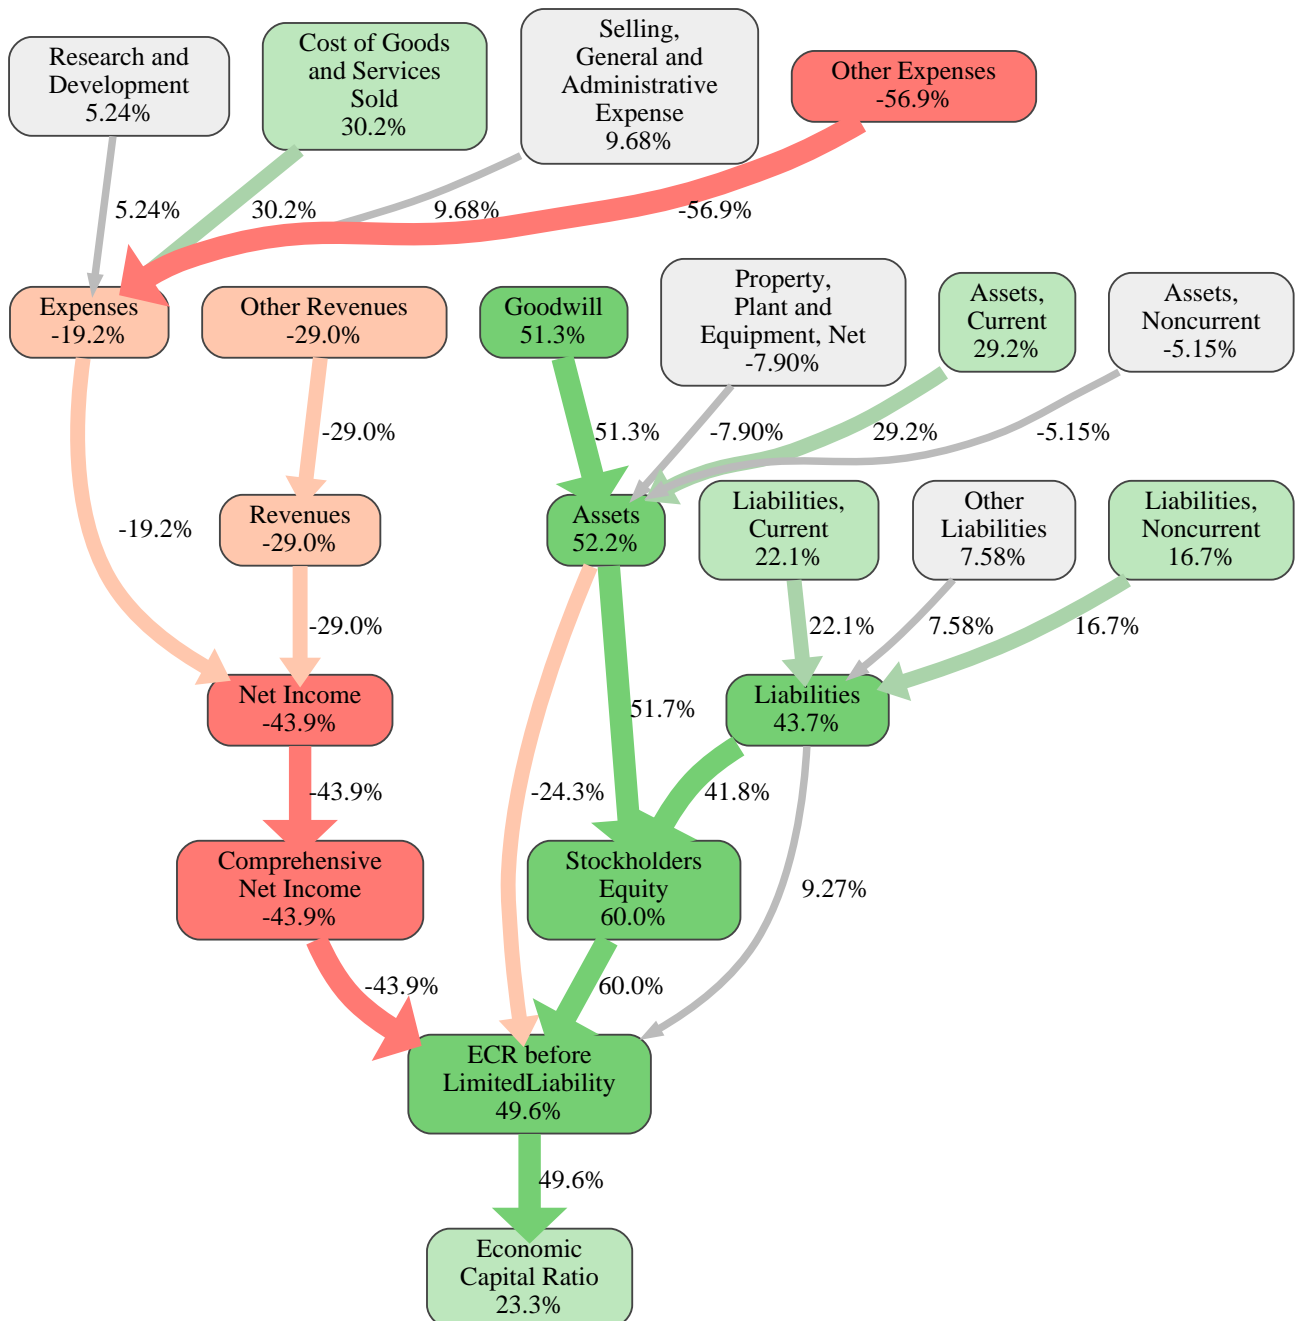 Research and
Development
5.24%
Cost of Goods
and Services
Sold
30.2%
Selling,
General and
Administrative
Expense
9.68%
Other Expenses
-56.9%
5.24%
30.2%
9.68%
-56.9%
Expenses
-19.2%
Other Revenues
-29.0%
Goodwill
51.3%
Property,
Plant and
Equipment, Net
-7.90%
Assets,
Current
29.2%
Assets,
Noncurrent
-5.15%
-29.0%
51.3%
-7.90%
29.2%
-5.15%
-19.2%
Revenues
-29.0%
Assets
52.2%
Liabilities,
Current
22.1%
Other
Liabilities
7.58%
Liabilities,
Noncurrent
16.7%
-29.0%
22.1%
7.58%
16.7%
Net Income
-43.9%
51.7%
Liabilities
43.7%
-43.9%
-24.3%
41.8%
Comprehensive
Net Income
-43.9%
Stockholders
Equity
60.0%
9.27%
-43.9%
60.0%
ECR before
LimitedLiability
49.6%
49.6%
Economic
Capital Ratio
23.3%